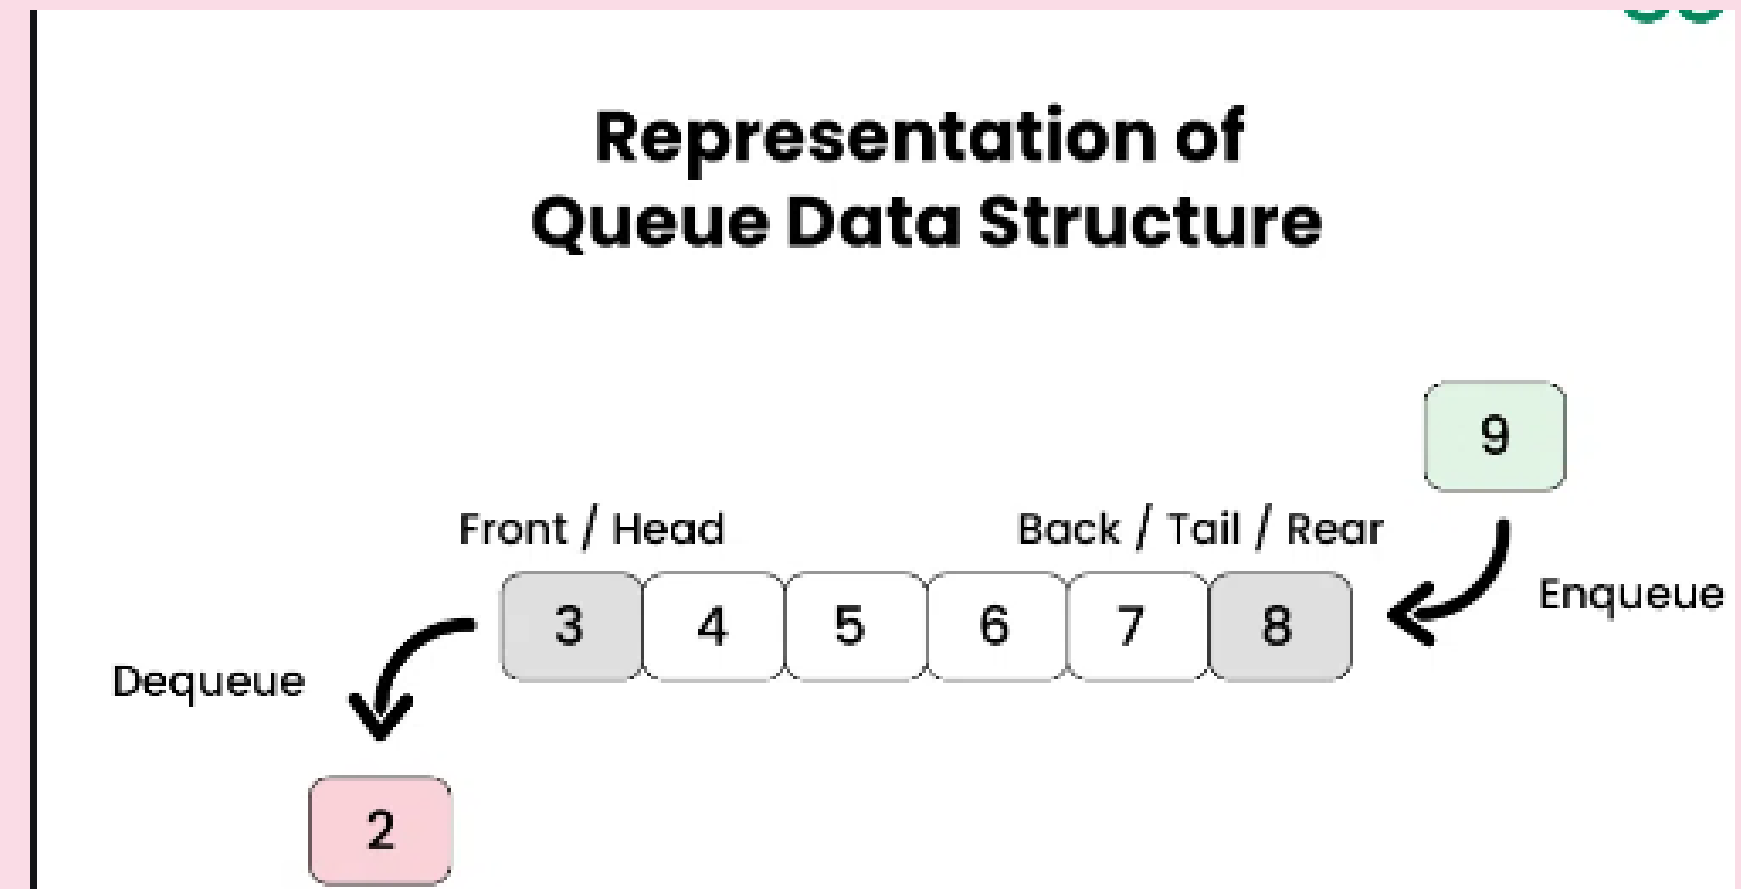 Representation of
Queue Data Structure
9
Front / Head
Back / Tail / Rear
Enqueue
3 4 5 6 7 8
Dequeue
2